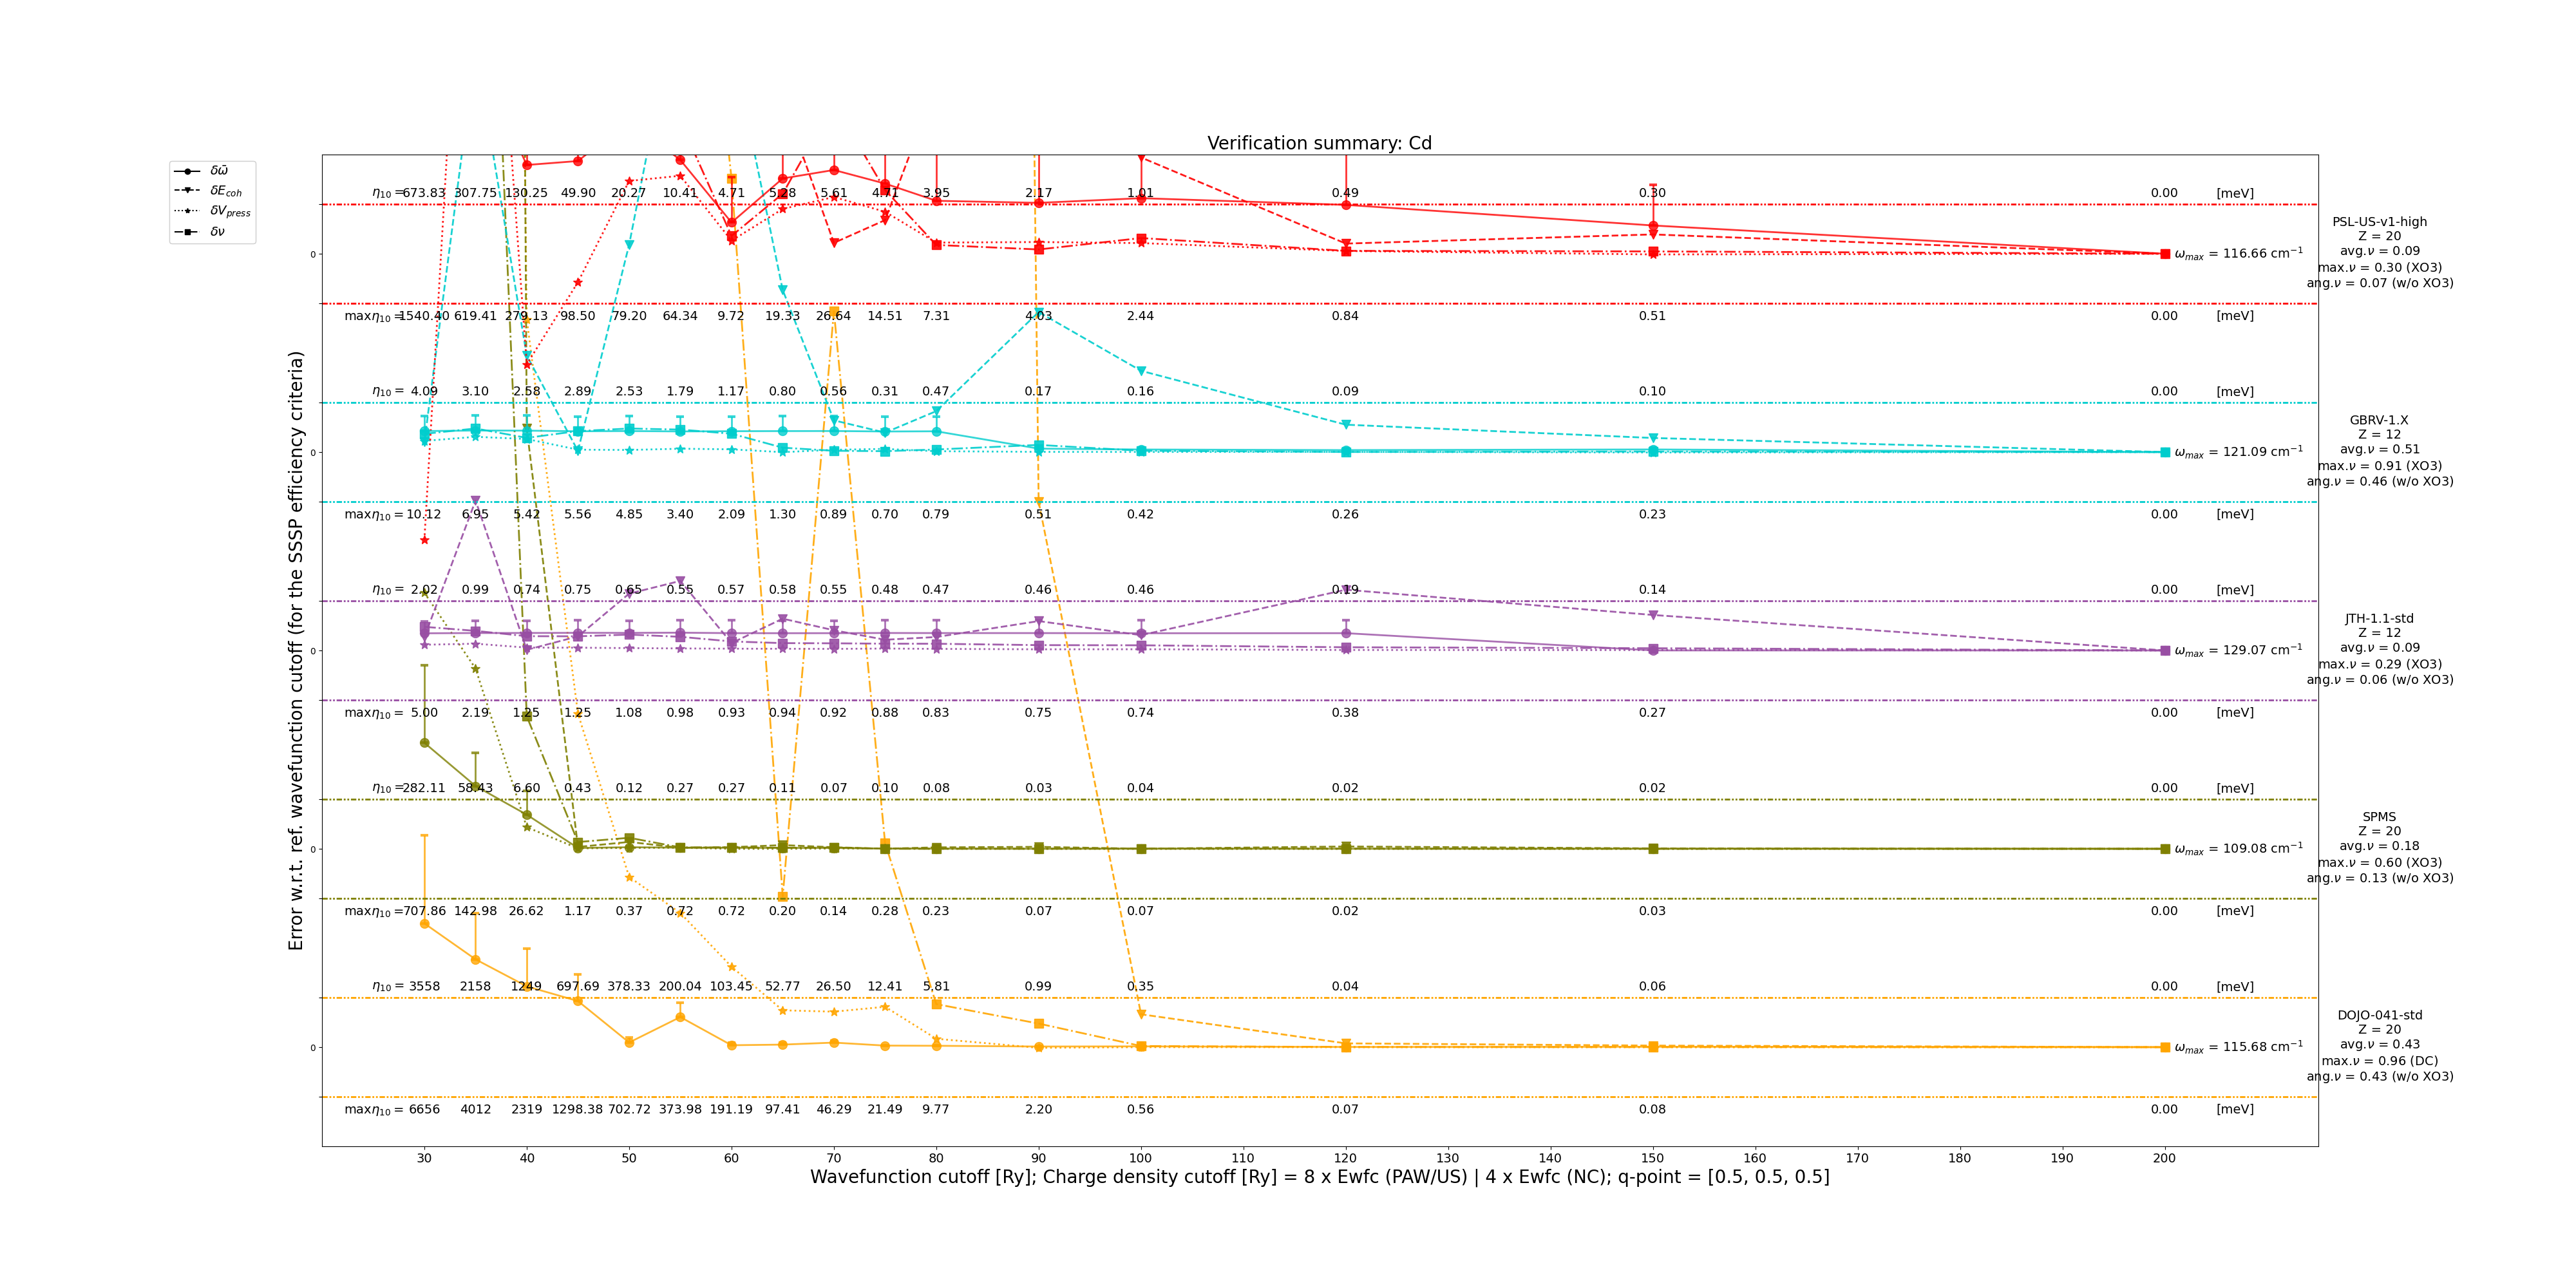 Verification summary: Cd
δω̄
δE_coh
δV_press
δν
Error w.r.t. ref. wavefunction cutoff (for the SSSP efficiency criteria)
η₁₀ = 673.83 307.75 130.25 49.90 20.27 10.41 4.71 5.28 5.61 4.71 3.95 2.17 1.01 0.49 0.30 0.00 [meV]
0
ω_max = 116.66 cm⁻¹
maxη₁₀ = 1540.40 619.41 279.13 98.50 79.20 64.34 9.72 19.33 26.64 14.51 7.31 4.03 2.44 0.84 0.51 0.00 [meV]
PSL-US-v1-high
Z = 20
avg.ν = 0.09
max.ν = 0.30 (XO3)
ang.ν = 0.07 (w/o XO3)
η₁₀ = 4.09 3.10 2.58 2.89 2.53 1.79 1.17 0.80 0.56 0.31 0.47 0.17 0.16 0.09 0.10 0.00 [meV]
0
ω_max = 121.09 cm⁻¹
maxη₁₀ = 10.12 6.95 5.42 5.56 4.85 3.40 2.09 1.30 0.89 0.70 0.79 0.51 0.42 0.26 0.23 0.00 [meV]
GBRV-1.X
Z = 12
avg.ν = 0.51
max.ν = 0.91 (XO3)
ang.ν = 0.46 (w/o XO3)
η₁₀ = 2.02 0.99 0.74 0.75 0.65 0.55 0.57 0.58 0.55 0.48 0.47 0.46 0.46 0.19 0.14 0.00 [meV]
0
ω_max = 129.07 cm⁻¹
maxη₁₀ = 5.00 2.19 1.25 1.25 1.08 0.98 0.93 0.94 0.92 0.88 0.83 0.75 0.74 0.38 0.27 0.00 [meV]
JTH-1.1-std
Z = 12
avg.ν = 0.09
max.ν = 0.29 (XO3)
ang.ν = 0.06 (w/o XO3)
η₁₀ = 282.11 58.43 6.60 0.43 0.12 0.27 0.27 0.11 0.07 0.10 0.08 0.03 0.04 0.02 0.02 0.00 [meV]
0
ω_max = 109.08 cm⁻¹
maxη₁₀ = 707.86 142.98 26.62 1.17 0.37 0.72 0.72 0.20 0.14 0.28 0.23 0.07 0.07 0.02 0.03 0.00 [meV]
SPMS
Z = 20
avg.ν = 0.18
max.ν = 0.60 (XO3)
ang.ν = 0.13 (w/o XO3)
η₁₀ = 3558 2158 1249 697.69 378.33 200.04 103.45 52.77 26.50 12.41 5.81 0.99 0.35 0.04 0.06 0.00 [meV]
0
ω_max = 115.68 cm⁻¹
maxη₁₀ = 6656 4012 2319 1298.38 702.72 373.98 191.19 97.41 46.29 21.49 9.77 2.20 0.56 0.07 0.08 0.00 [meV]
DOJO-041-std
Z = 20
avg.ν = 0.43
max.ν = 0.96 (DC)
ang.ν = 0.43 (w/o XO3)
30 40 50 60 70 80 90 100 110 120 130 140 150 160 170 180 190 200
Wavefunction cutoff [Ry]; Charge density cutoff [Ry] = 8 x Ewfc (PAW/US) | 4 x Ewfc (NC); q-point = [0.5, 0.5, 0.5]